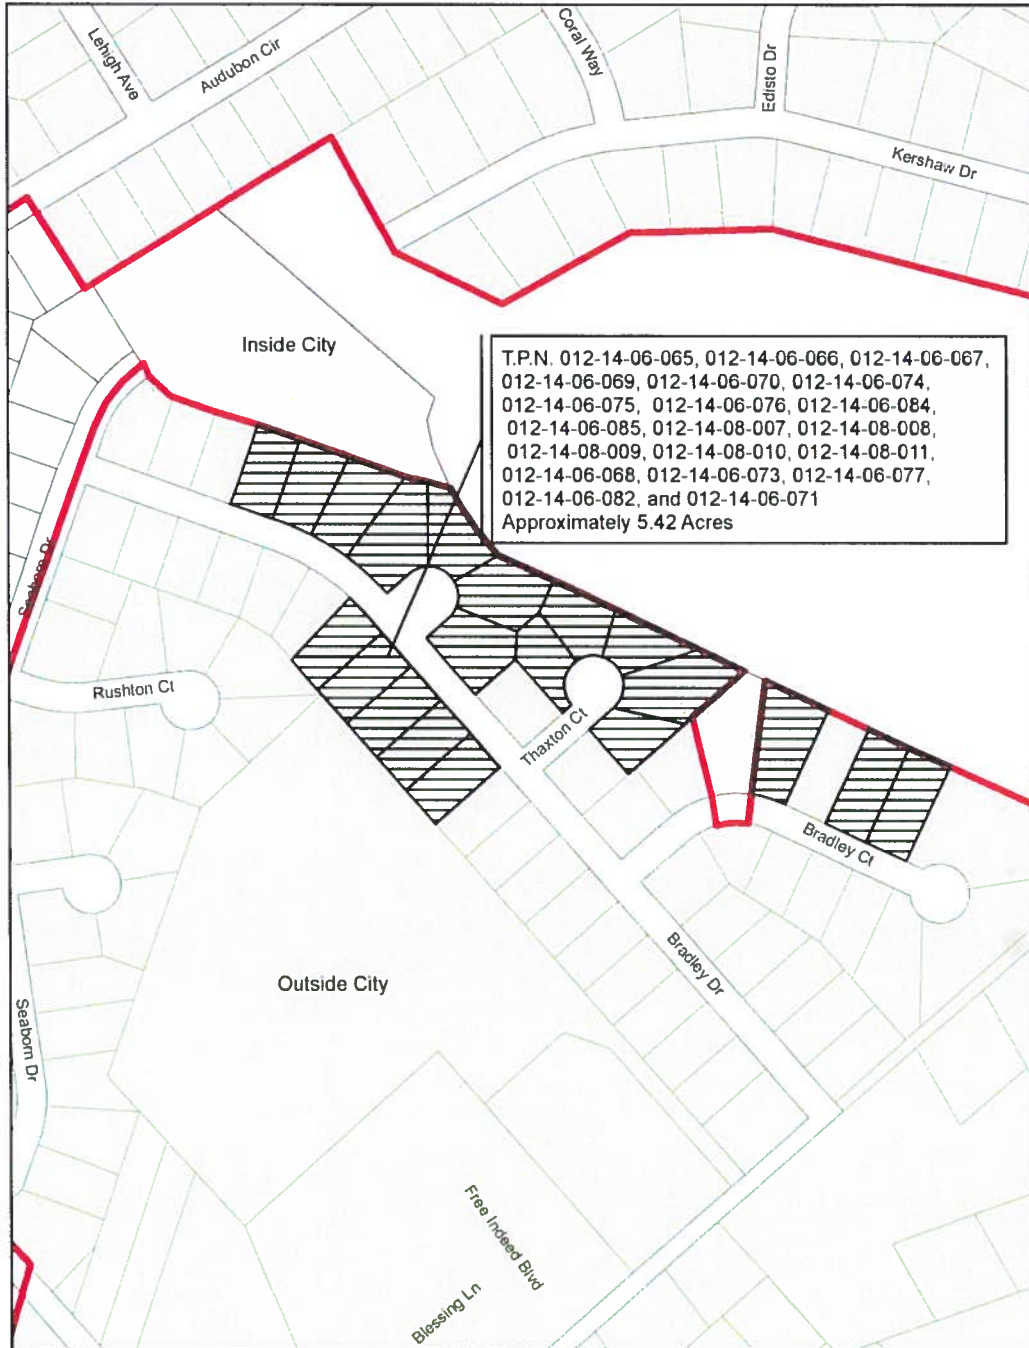 Lehigh Ave
Audubon Cir
Coral Way
Edisto Dr
Kershaw Dr
Inside City
T.P.N. 012-14-06-065, 012-14-06-066, 012-14-06-067,
012-14-06-069, 012-14-06-070, 012-14-06-074,
012-14-06-075, 012-14-06-076, 012-14-06-084,
012-14-06-085, 012-14-08-007, 012-14-08-008,
012-14-08-009, 012-14-08-010, 012-14-08-011,
012-14-06-068, 012-14-06-073, 012-14-06-077,
012-14-06-082, and 012-14-06-071
Approximately 5.42 Acres
Seaborn Dr
Rushton Ct
Thaxton Ct
Bradley Ct
Bradley Dr
Outside City
Seaborn Dr
Free Indeed Blvd
Blessing Ln